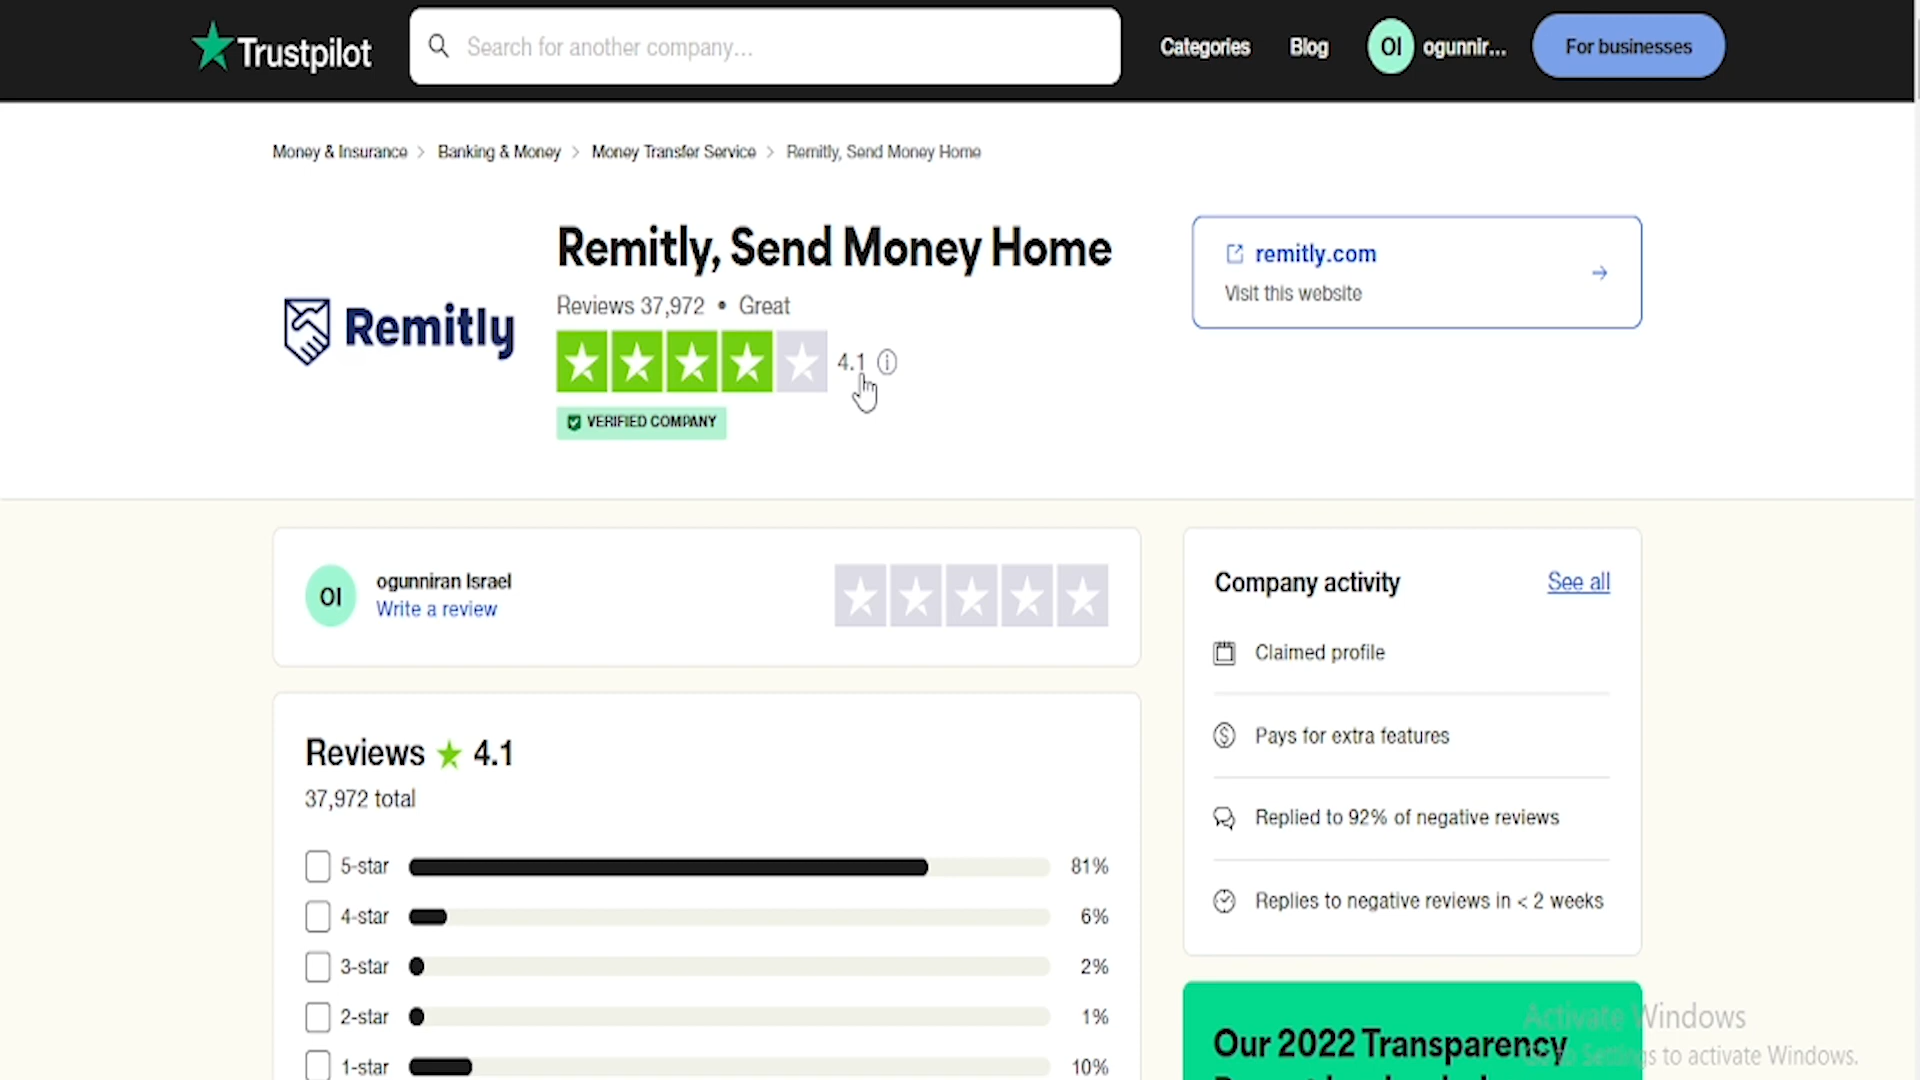 Trustpilot
Search for another company...
Categories
Blog
OI
ogunnir...
For businesses
Money & Insurance > Banking & Money > Money Transfer Service > Remitly, Send Money Home
Remitly
Remitly, Send Money Home
Reviews 37,972 • Great
4.1
VERIFIED COMPANY
remitly.com
Visit this website
OI
ogunniran Israel
Write a review
Reviews ★ 4.1
37,972 total
5-star 81%
4-star 6%
3-star 2%
2-star 1%
1-star 10%
Company activity
See all
Claimed profile
Pays for extra features
Replied to 92% of negative reviews
Replies to negative reviews in < 2 weeks
Our 2022 Transparency
Activate Windows
Go to Settings to activate Windows.